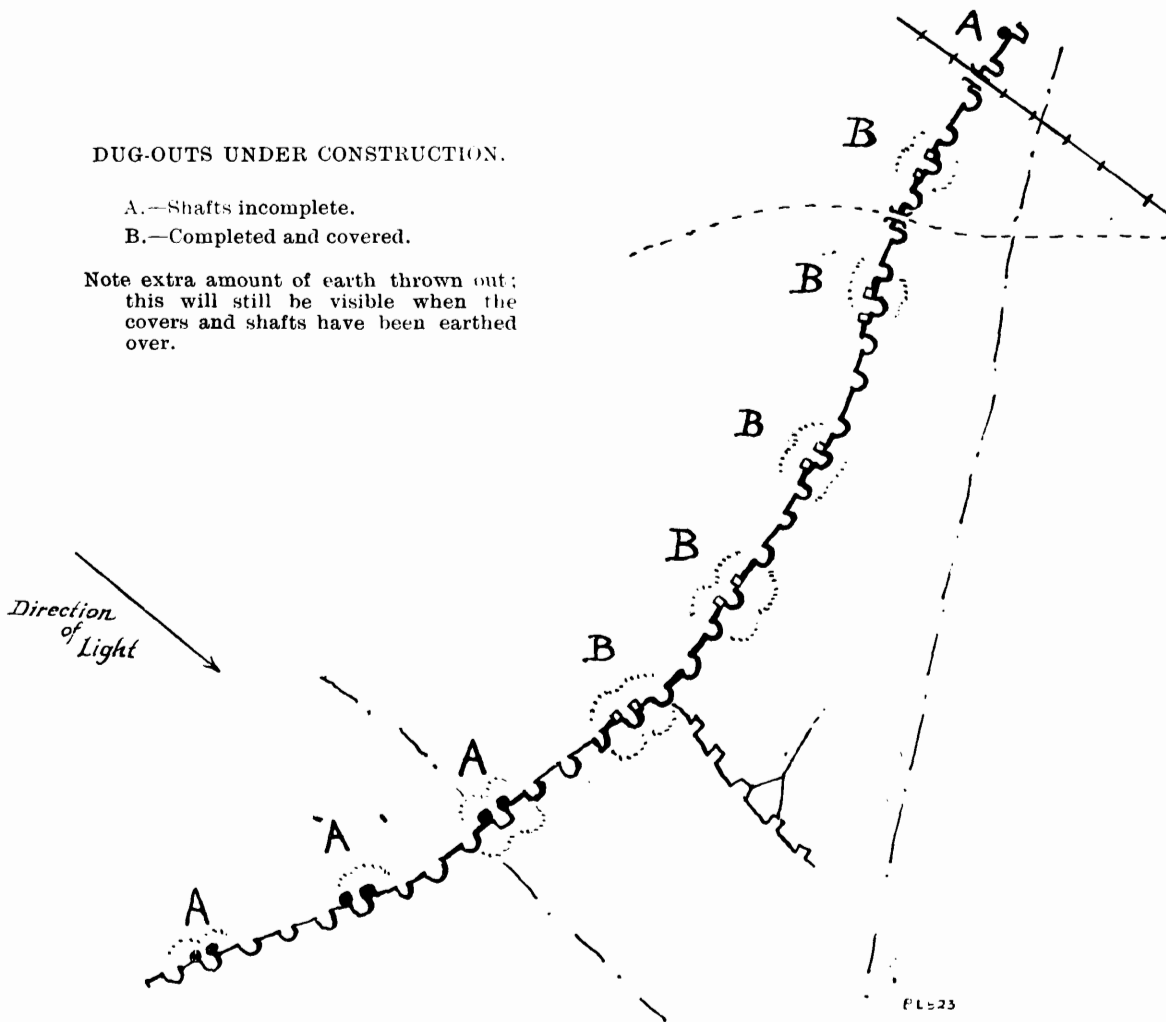 DUG-OUTS UNDER CONSTRUCTION.
A.—Shafts incomplete.
B.—Completed and covered.
Note extra amount of earth thrown out;
this will still be visible when the
covers and shafts have been earthed
over.
A
B
B
B
B
Direction
of
Light
B
A
A
A